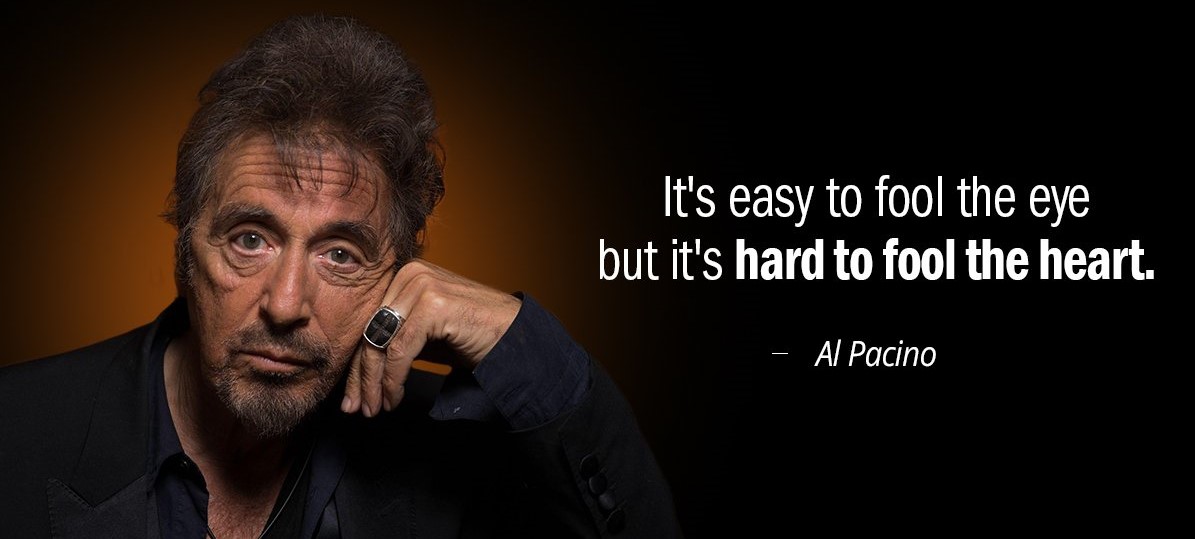 It's easy to fool the eye
but it's hard to fool the heart.
– Al Pacino